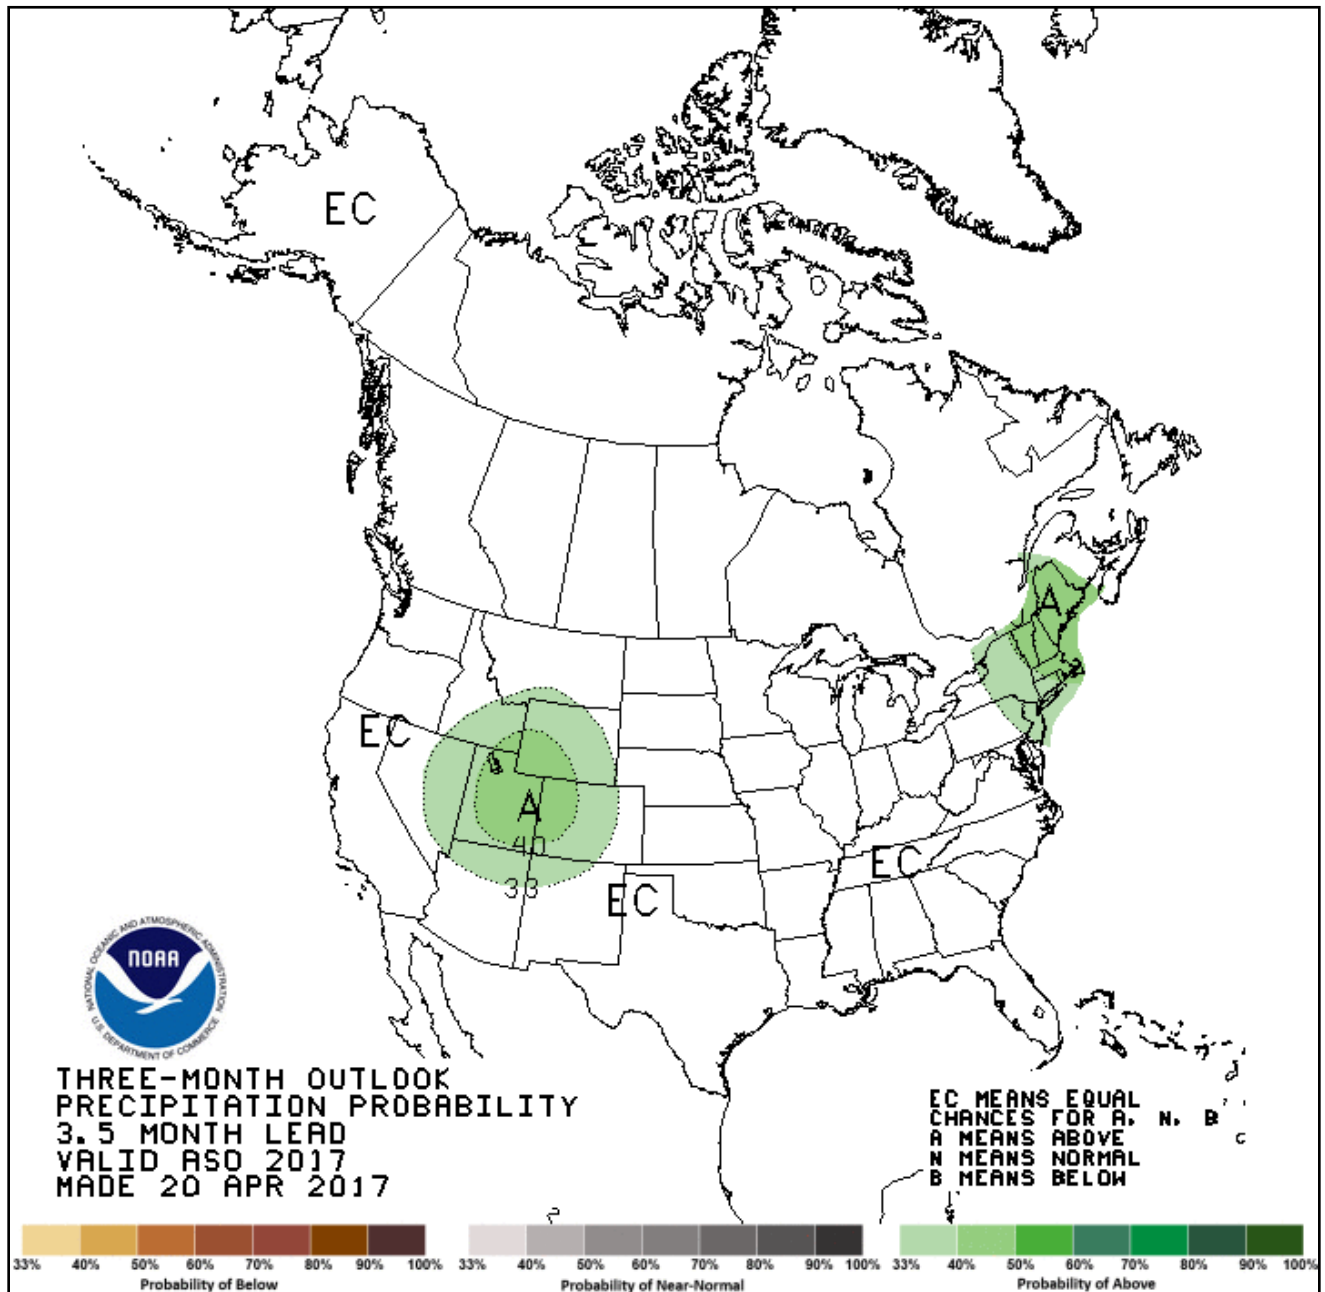 EC
A
EC
A
40
33
EC
EC
NATIONAL OCEANIC AND ATMOSPHERIC ADMINISTRATION
NOAA
U.S. DEPARTMENT OF COMMERCE
THREE-MONTH OUTLOOK
PRECIPITATION PROBABILITY
3.5 MONTH LEAD
VALID ASO 2017
MADE 20 APR 2017
EC MEANS EQUAL
CHANCES FOR A, N, B
A MEANS ABOVE
N MEANS NORMAL
B MEANS BELOW
33% 40% 50% 60% 70% 80% 90% 100%
Probability of Below
33% 40% 50% 60% 70% 80% 90% 100%
Probability of Near-Normal
33% 40% 50% 60% 70% 80% 90% 100%
Probability of Above